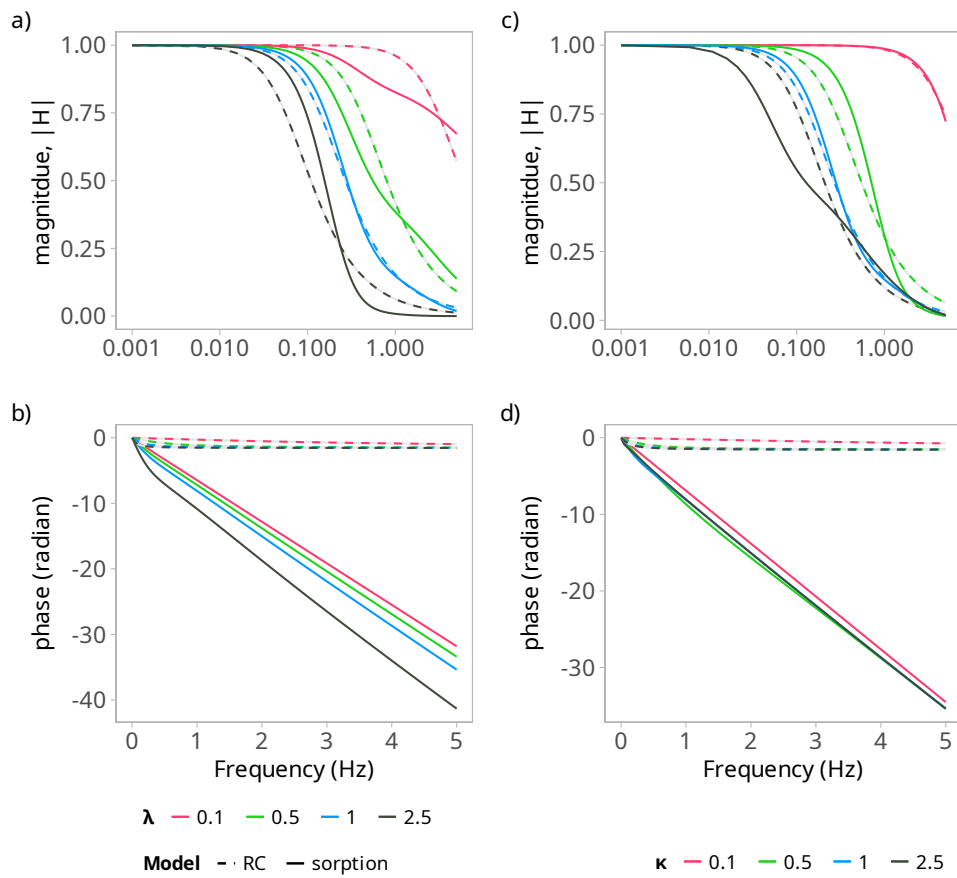 a)
1.00
0.75
0.50
0.25
0.00
magnitdue, |H|
0.001
0.010
0.100
1.000
c)
1.00
0.75
0.50
0.25
0.00
magnitdue, |H|
0.001
0.010
0.100
1.000
b)
0
-10
-20
-30
-40
phase (radian)
0 1 2 3 4 5
Frequency (Hz)
d)
0
-10
-20
-30
phase (radian)
0 1 2 3 4 5
Frequency (Hz)
λ 0.1 0.5 1 2.5
Model RC sorption
κ 0.1 0.5 1 2.5